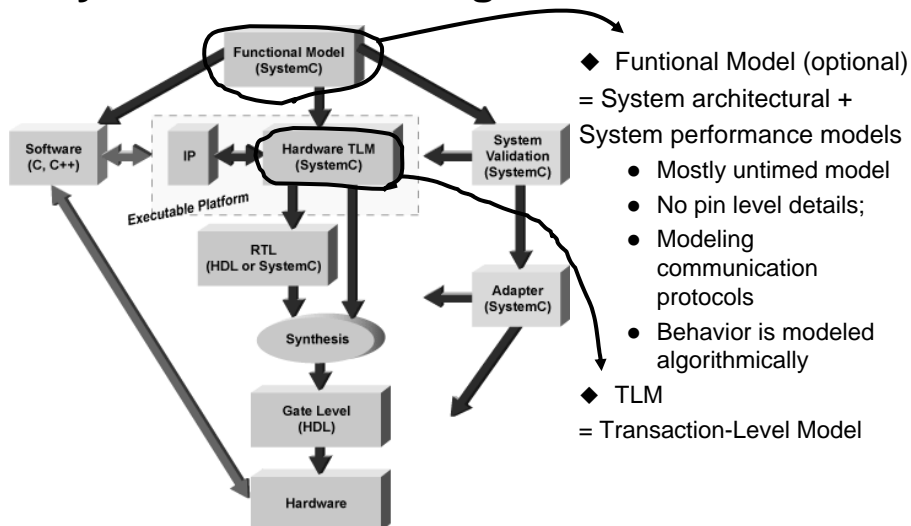 Functional Model
(SystemC)
Software
(C, C++)
IP
Hardware TLM
(SystemC)
System
Validation
(SystemC)
Executable Platform
RTL
(HDL or SystemC)
Adapter
(SystemC)
Synthesis
Gate Level
(HDL)
Hardware
◆ Funtional Model (optional)
= System architectural +
System performance models
● Mostly untimed model
● No pin level details;
● Modeling
communication
protocols
● Behavior is modeled
algorithmically
◆ TLM
= Transaction-Level Model